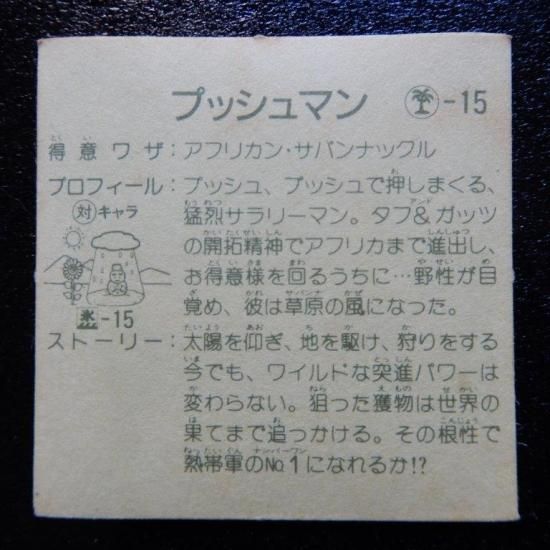 プッシュマン -15
得意ワザ:アフリカン・サバンナックル
プロフィール:プッシュ、プッシュで押しまくる、
猛烈サラリーマン。タフ&ガッツ
の開拓精神でアフリカまで進出し、
お得意様を回るうちに…野性が目
覚め、彼は草原の風になった。
対キャラ
-15
ストーリー:太陽を仰ぎ、地を駆け、狩りをする
今でも、ワイルドな突進パワーは
変わらない。狙った獲物は世界の
果てまで追っかける。その根性で
熱帯軍のNo.1になれるか!?